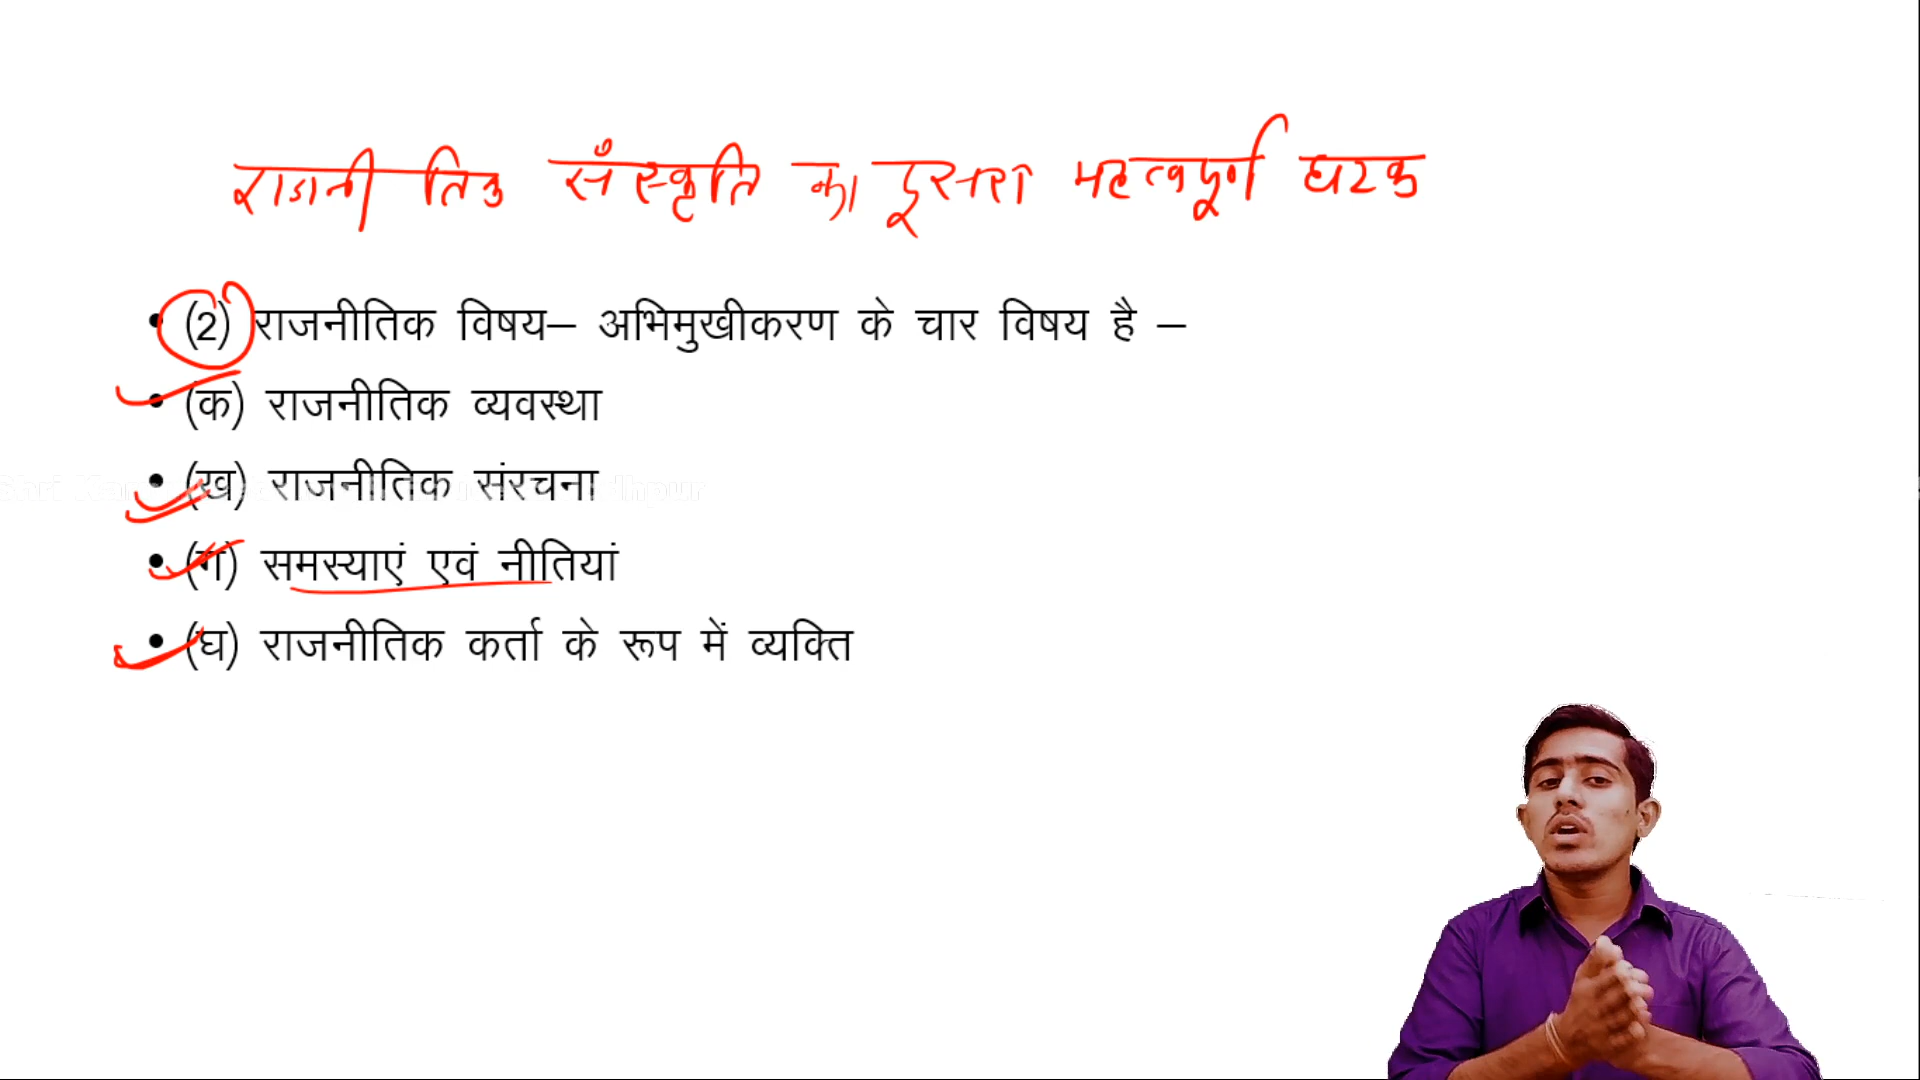 राजनीतिक संस्कृति का दूसरा महत्वपूर्ण घटक
• (2) राजनीतिक विषय– अभिमुखीकरण के चार विषय है –
• (क) राजनीतिक व्यवस्था
• (ख) राजनीतिक संरचना
• (ग) समस्याएं एवं नीतियां
• (घ) राजनीतिक कर्ता के रूप में व्यक्ति